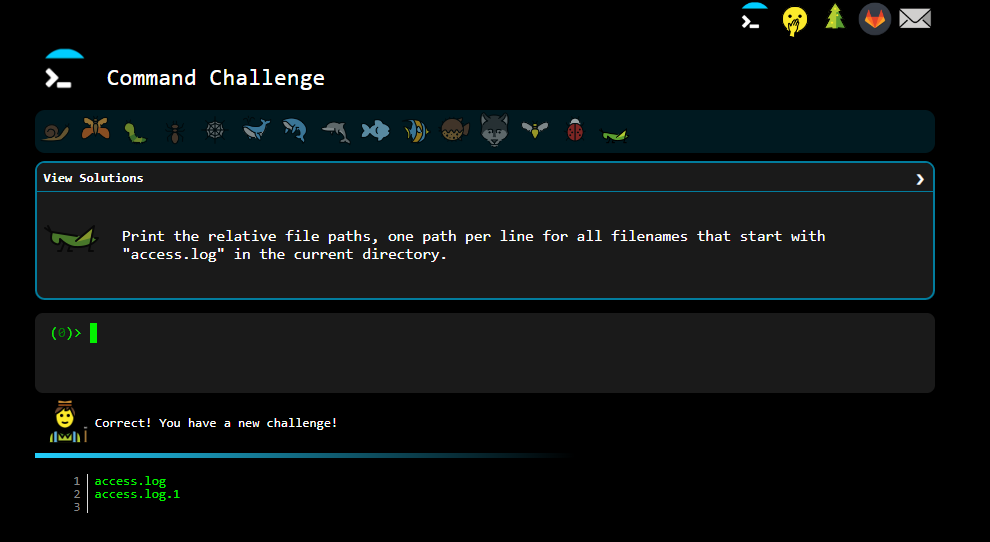 Command Challenge
View Solutions
Print the relative file paths, one path per line for all filenames that start with
"access.log" in the current directory.
(0)>
Correct! You have a new challenge!
1 access.log
2 access.log.1
3